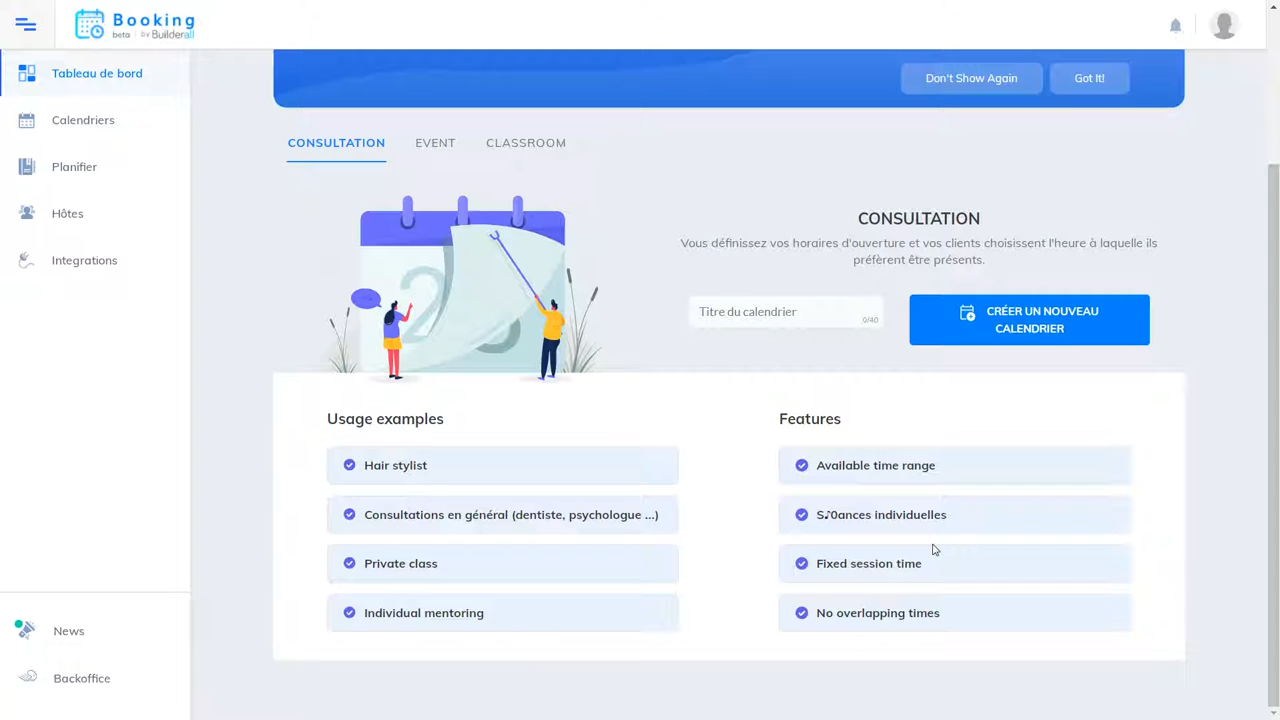 Booking
beta | by Builderall
Tableau de bord
Calendriers
Planifier
Hôtes
Integrations
News
Backoffice
Don't Show Again
Got It!
CONSULTATION
EVENT
CLASSROOM
CONSULTATION
Vous définissez vos horaires d'ouverture et vos clients choisissent l'heure à laquelle ils
préfèrent être présents.
Titre du calendrier
0/40
CRÉER UN NOUVEAU
CALENDRIER
Usage examples
Hair stylist
Consultations en général (dentiste, psychologue ...)
Private class
Individual mentoring
Features
Available time range
S♪0ances individuelles
Fixed session time
No overlapping times